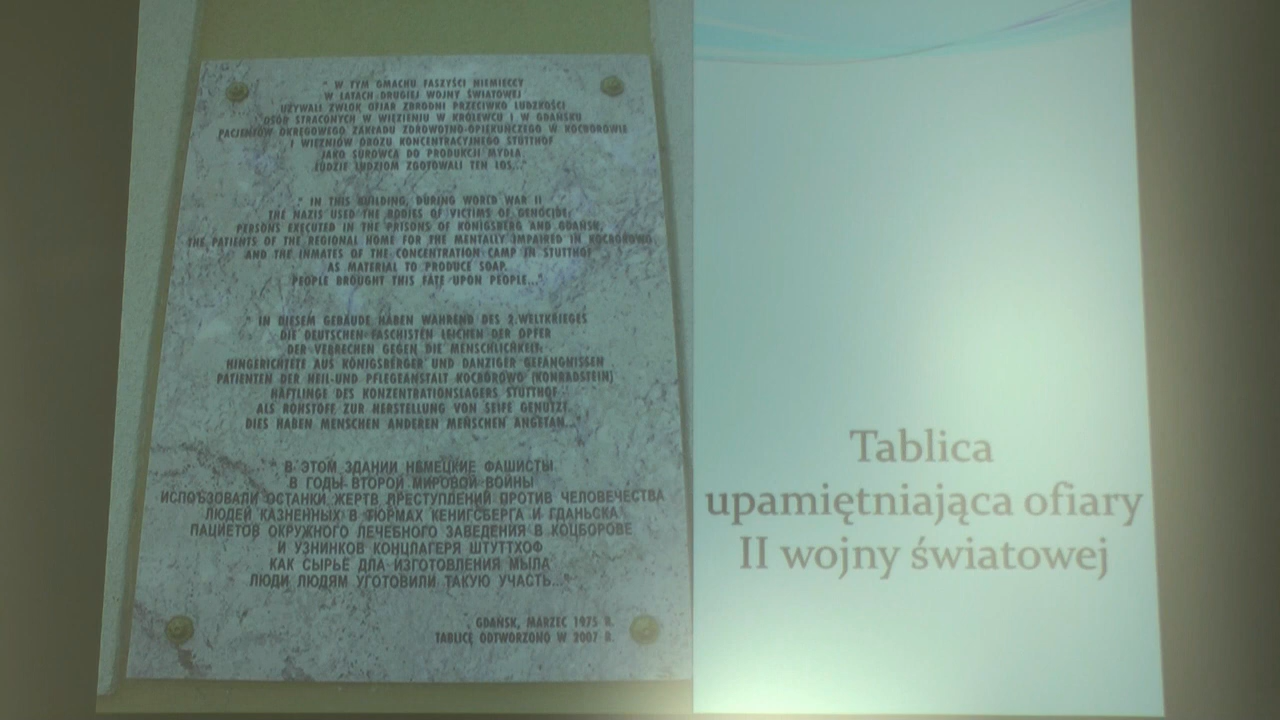 " W TYM GMACHU FASZYŚCI NIEMIECCY
W LATACH DRUGIEJ WOJNY ŚWIATOWEJ
UŻYWALI ZWŁOK OFIAR ZBRODNI PRZECIWKO LUDZKOŚCI
OSÓB STRACONYCH W WIĘZIENIU W KRÓLEWCU I W GDAŃSKU
PACJENTÓW OKRĘGOWEGO ZAKŁADU ZDROWOTNO-OPIEKUŃCZEGO W KOCBOROWIE
I WIĘŹNIÓW OBOZU KONCENTRACYJNEGO STUTTHOF
JAKO SUROWCA DO PRODUKCJI MYDŁA
LUDZIE LUDZIOM ZGOTOWALI TEN LOS..."
" IN THIS BUILDING, DURING WORLD WAR II
THE NAZIS USED THE BODIES OF VICTIMS OF GENOCIDE:
PERSONS EXECUTED IN THE PRISONS OF KÖNIGSBERG AND GDAŃSK,
THE PATIENTS OF THE REGIONAL HOME FOR THE MENTALLY IMPAIRED IN KOCBOROWO
AND THE INMATES OF THE CONCENTRATION CAMP IN STUTTHOF
AS MATERIAL TO PRODUCE SOAP.
PEOPLE BROUGHT THIS FATE UPON PEOPLE..."
" IN DIESEM GEBÄUDE HABEN WÄHREND DES 2.WELTKRIEGES
DIE DEUTSCHEN FASCHISTEN LEICHEN DER OPFER
DER VERBRECHEN GEGEN DIE MENSCHLICHKEIT:
HINGERICHTETE AUS KÖNIGSBERGER UND DANZIGER GEFÄNGNISSEN
PATIENTEN DER HEIL-UND PFLEGEANSTALT KOCBOROWO (KONRADSTEIN)
HÄFTLINGE DES KONZENTRATIONSLAGERS STUTTHOF
ALS ROHSTOFF ZUR HERSTELLUNG VON SEIFE GENUTZT.
DIES HABEN MENSCHEN ANDEREN MENSCHEN ANGETAN..."
" В ЭТОМ ЗДАНИИ НЕМЕЦКИЕ ФАШИСТЫ
В ГОДЫ ВТОРОЙ МИРОВОЙ ВОЙНЫ
ИСПОЪЗОВАЛИ ОСТАНКИ ЖЕРТВ ПРЕСТУПЛЕНИЙ ПРОТИВ ЧЕЛОВЕЧЕСТВА
ЛЮДЕЙ КАЗНЕННЫХ В ТЮРМАХ КЕНИГСБЕРГА И ГДАНЬСКА
ПАЦИЕТОВ ОКРУЖНОГО ЛЕЧЕБНОГО ЗАВЕДЕНИЯ В КОЦБОРОВЕ
И УЗНИНКОВ КОНЦЛАГЕРЯ ШТУТТХОФ
КАК СЫРЬЕ ДЛА ИЗГОТОВЛЕНИЯ МЫЛА
ЛЮДИ ЛЮДЯМ УГОТОВИЛИ ТАКУЮ УЧАСТЬ..."
GDAŃSK, MARZEC 1975 R.
TABLICĘ ODTWORZONO W 2007 R.
Tablica
upamiętniająca ofiary
II wojny światowej